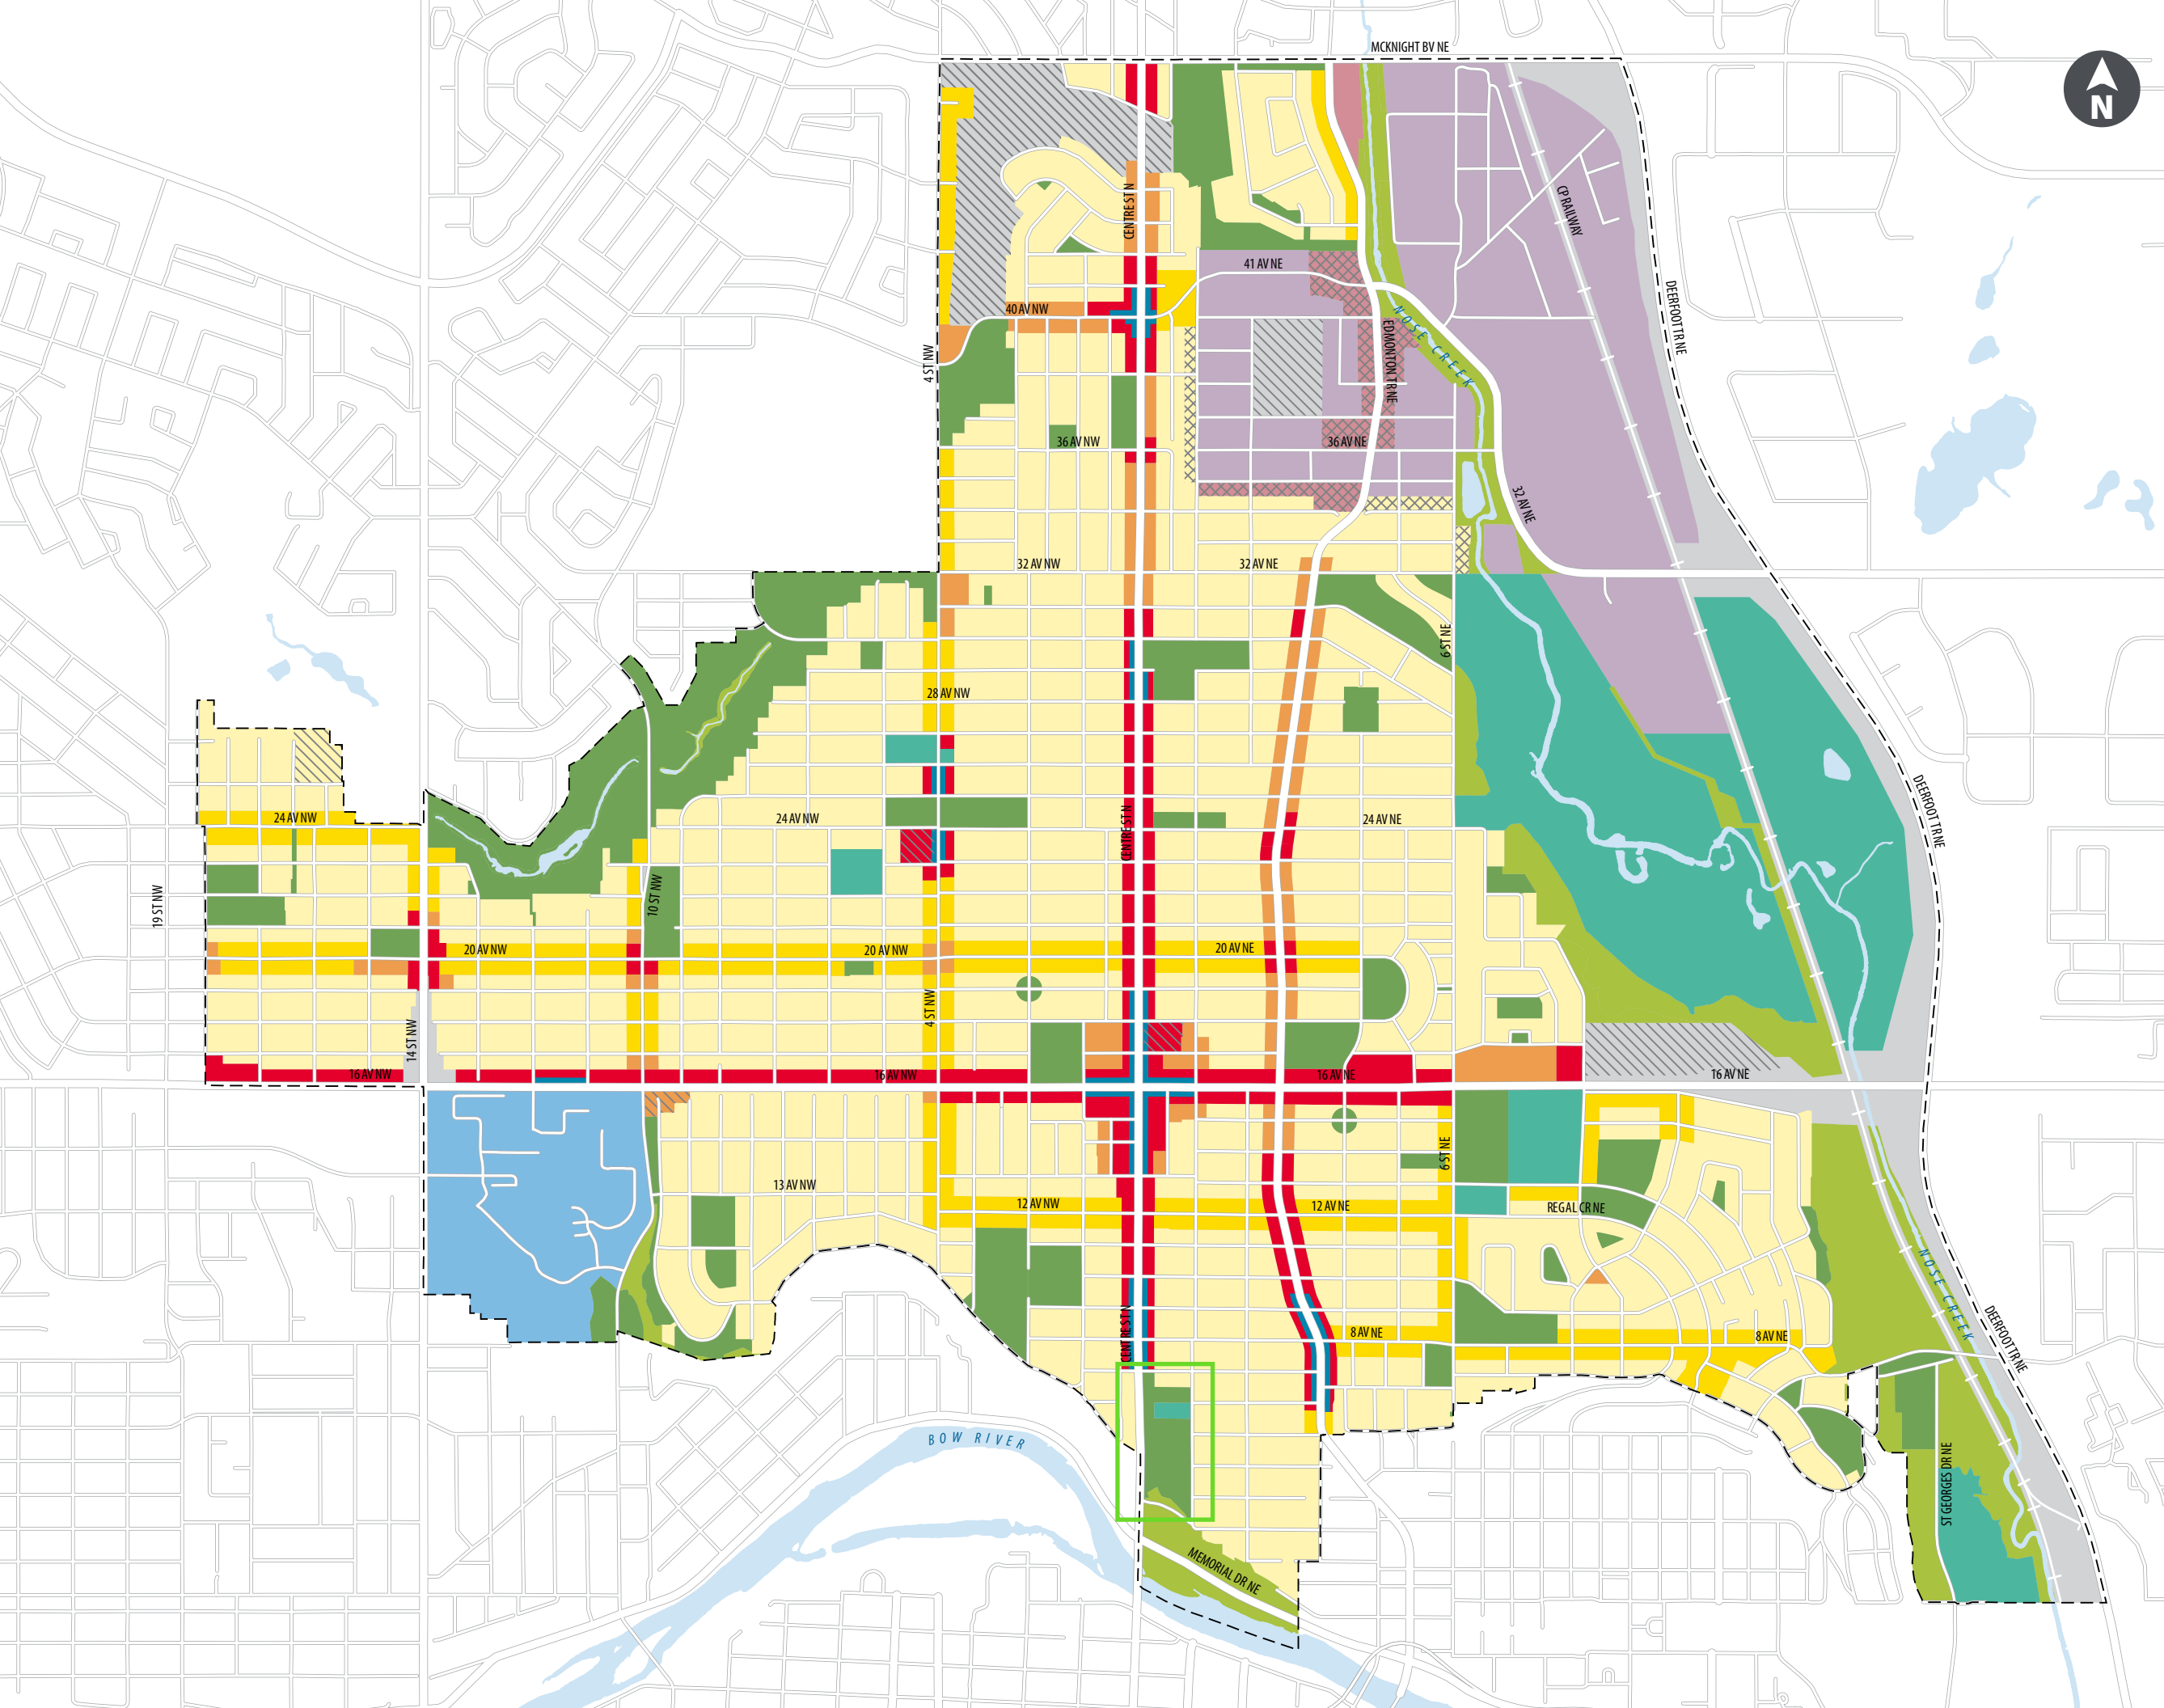 MCKNIGHT BV NE
N
CENTRE ST N
CP RAILWAY
41 AV NE
40 AV NW
NOSE CREEK
DEERFOOT TR NE
EDMONTON TR NE
4 ST NW
36 AV NW
36 AV NE
32 AV NE
32 AV NW
32 AV NE
6 ST NE
28 AV NW
24 AV NW
24 AV NW
CENTRE ST N
24 AV NE
DEERFOOT TR NE
19 ST NW
10 ST NW
20 AV NW
20 AV NW
20 AV NE
4 ST NW
14 ST NW
16 AV NW
16 AV NW
16 AV NE
16 AV NE
6 ST NE
13 AV NW
12 AV NW
12 AV NE
REGAL CR NE
NOSE CREEK
CENTRE ST N
8 AV NE
8 AV NE
DEERFOOT TR NE
BOW RIVER
ST GEORGES DR NE
MEMORIAL DR NE